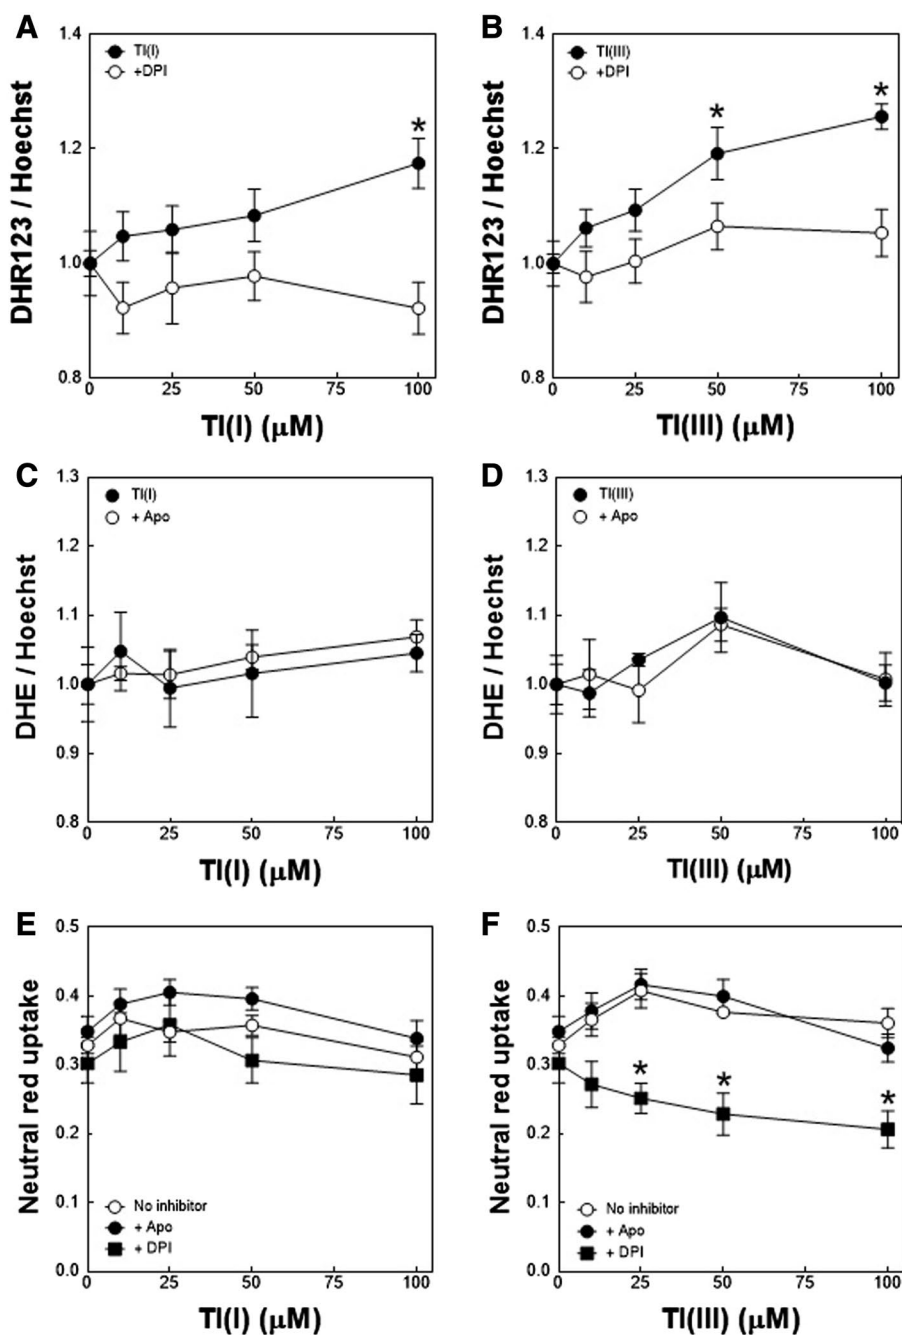 A
1.4
Tl(I)
+DPI
*
1.2
1.0
0.8
DHR123 / Hoechst
0 25 50 75 100
Tl(I) (µM)
B
1.4
Tl(III)
+DPI
*
*
1.2
1.0
0.8
DHR123 / Hoechst
0 25 50 75 100
Tl(III) (µM)
C
1.3
Tl(I)
+ Apo
1.2
1.1
1.0
0.9
0.8
DHE / Hoechst
0 25 50 75 100
Tl(I) (µM)
D
1.3
Tl(III)
+ Apo
1.2
1.1
1.0
0.9
0.8
DHE / Hoechst
0 25 50 75 100
Tl(III) (µM)
E
0.5
0.4
0.3
0.2
0.1
0.0
Neutral red uptake
No inhibitor
+ Apo
+ DPI
0 25 50 75 100
Tl(I) (µM)
F
0.5
0.4
0.3
0.2
0.1
0.0
Neutral red uptake
*
*
*
No inhibitor
+ Apo
+ DPI
0 25 50 75 100
Tl(III) (µM)